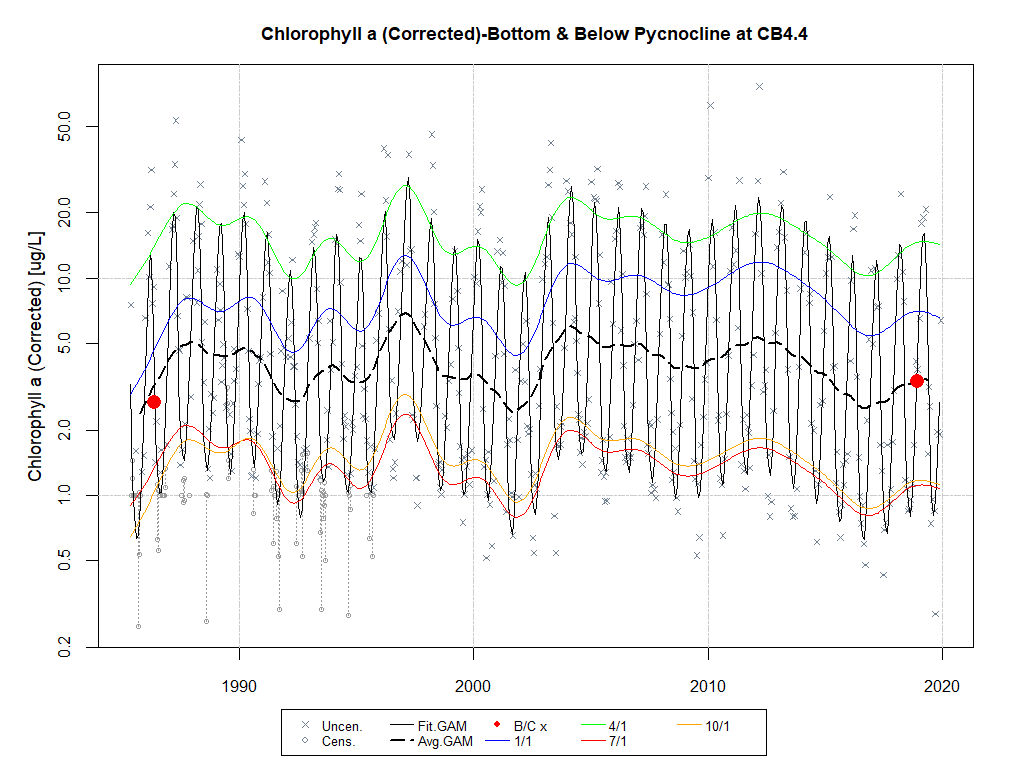 Chlorophyll a (Corrected)-Bottom & Below Pycnocline at CB4.4
Chlorophyll a (Corrected) [ug/L]
50.0
20.0
10.0
5.0
2.0
1.0
0.5
0.2
1990 2000 2010 2020
Uncen. Fit.GAM B/C x 4/1 10/1
Cens. Avg.GAM 1/1 7/1